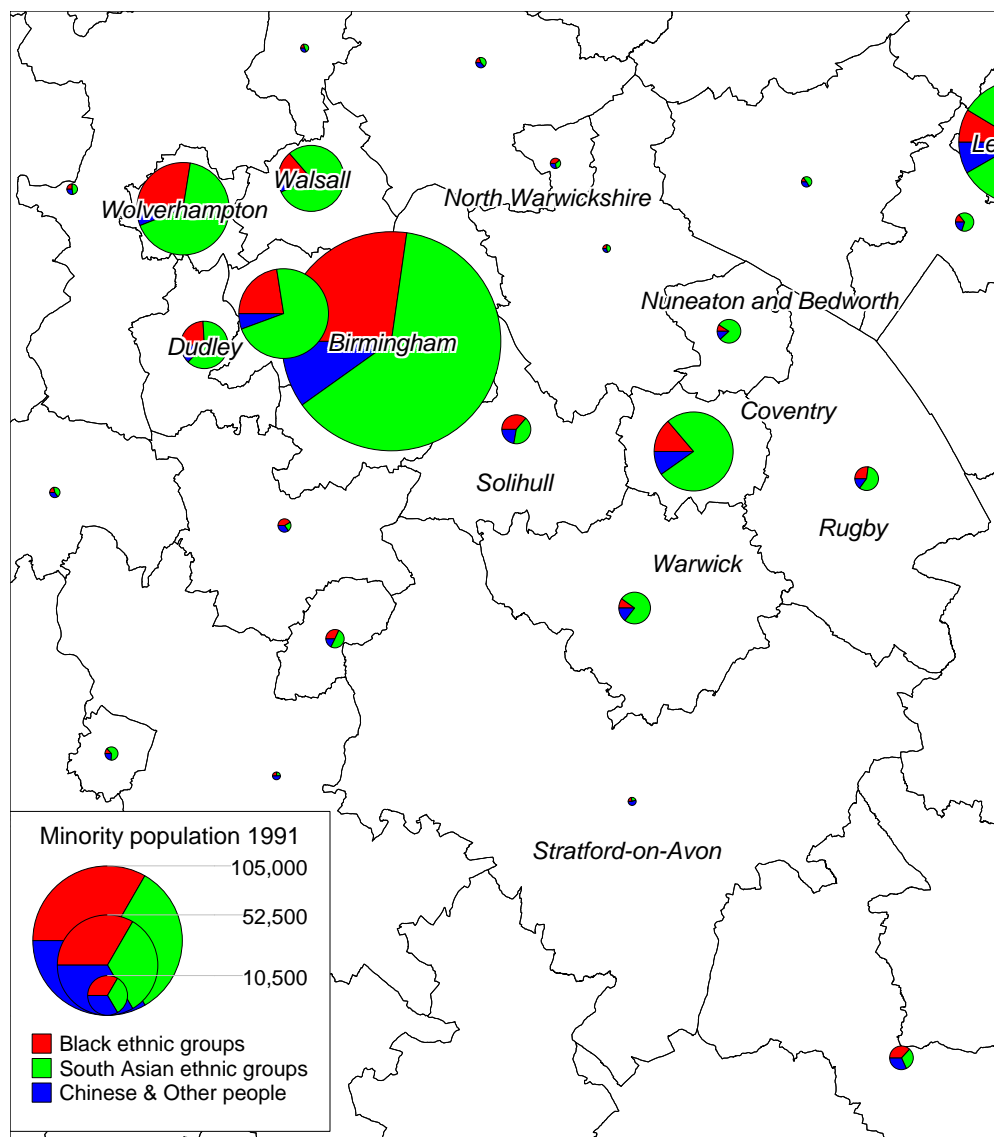 Le
Walsall
North Warwickshire
Wolverhampton
Nuneaton and Bedworth
Birmingham
Dudley
Coventry
Solihull
Rugby
Warwick
Stratford-on-Avon
Minority population 1991
105,000
52,500
10,500
Black ethnic groups
South Asian ethnic groups
Chinese & Other people